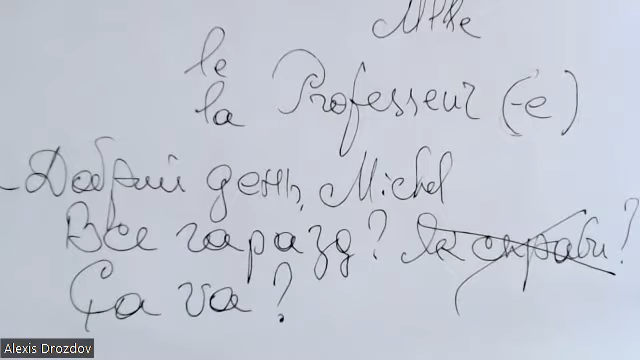 Mlle
le
la Professeur (-e)
- Добрий день, Michel
Все гаразд? Як справи?
Ça va?
Alexis Drozdov